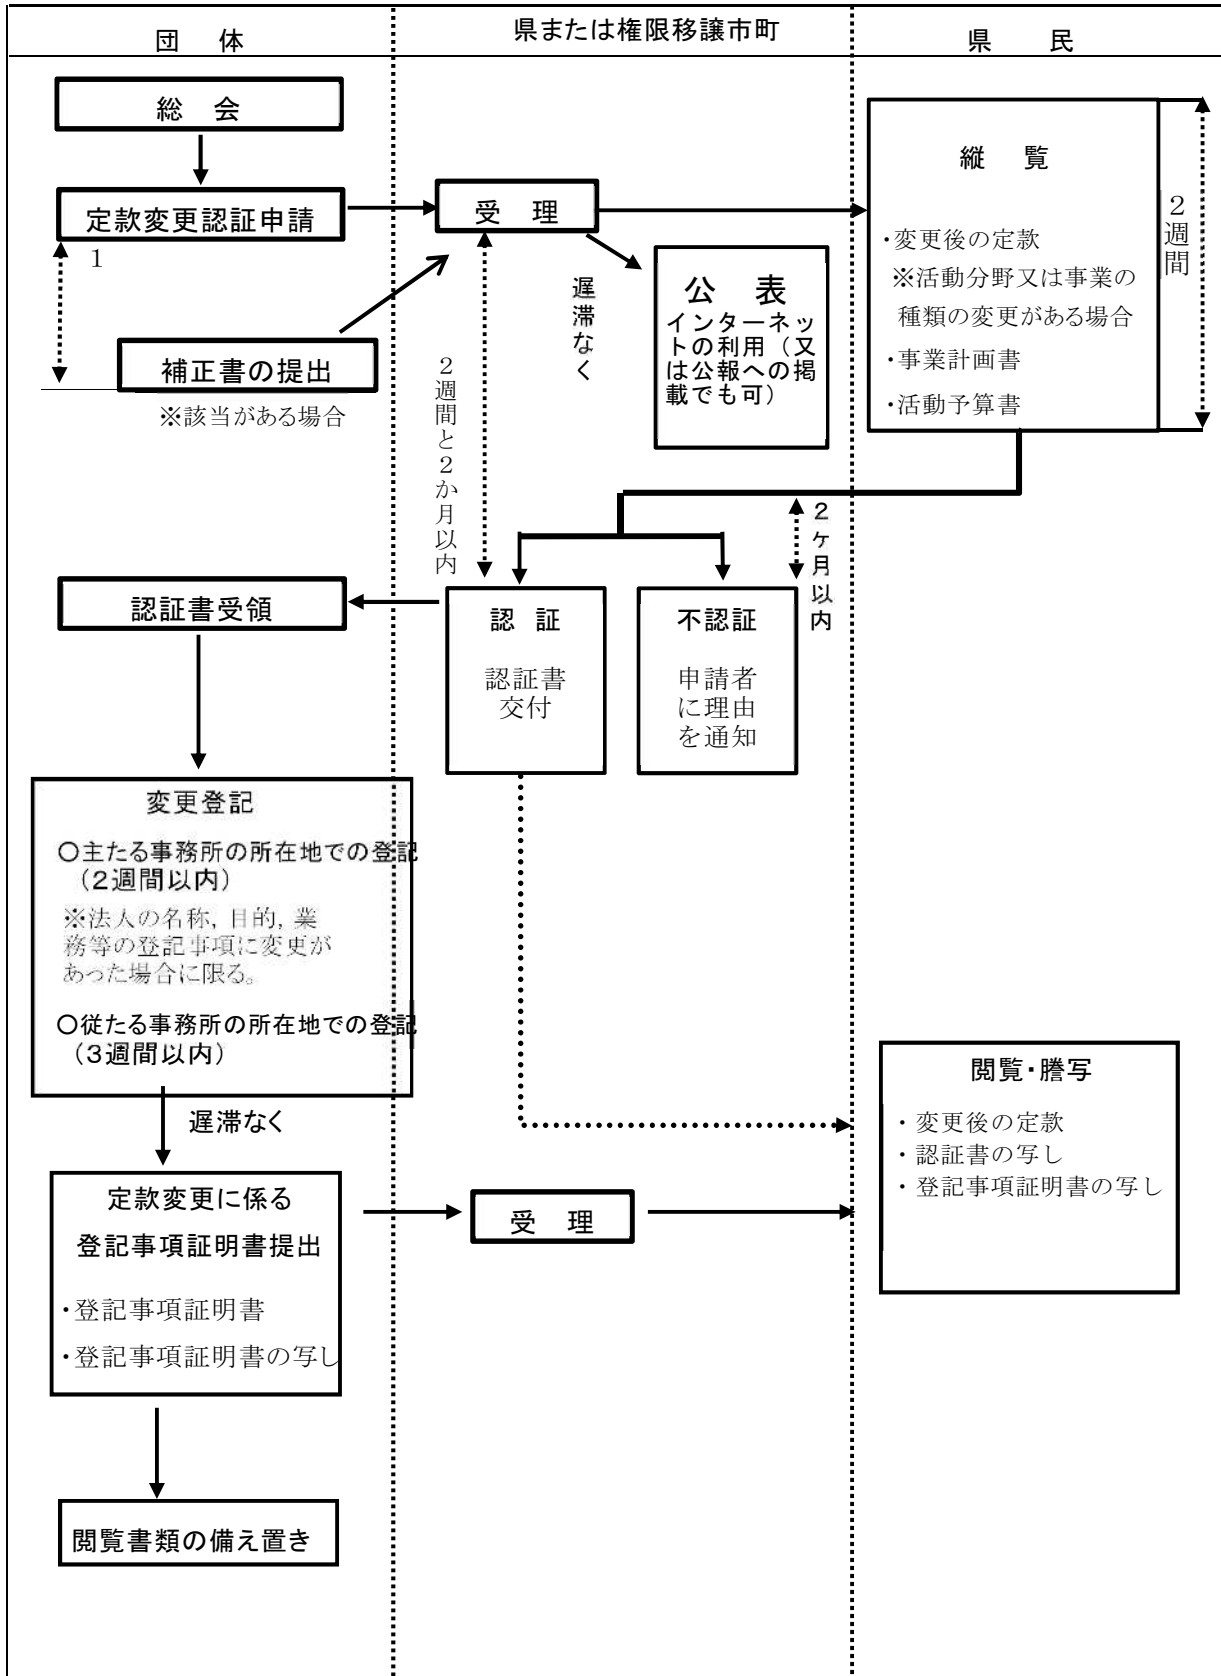 団　体
県または権限移譲市町
県　　民
総　会
定款変更認証申請
1
補正書の提出
※該当がある場合
受　理
遅滞なく
公　表
インターネッ
トの利用（又
は公報への掲
載でも可）
2週間と2か月以内
縦　覧
・変更後の定款
※活動分野又は事業の
種類の変更がある場合
・事業計画書
・活動予算書
2週間
2ヶ月以内
認証書受領
認　証
認証書
交付
不認証
申請者
に理由
を通知
変更登記
○主たる事務所の所在地での登記
（2週間以内）
※法人の名称, 目的, 業
務等の登記事項に変更が
あった場合に限る。
○従たる事務所の所在地での登記
（3週間以内）
遅滞なく
定款変更に係る
登記事項証明書提出
・登記事項証明書
・登記事項証明書の写し
受　理
閲覧・謄写
・変更後の定款
・認証書の写し
・登記事項証明書の写し
閲覧書類の備え置き